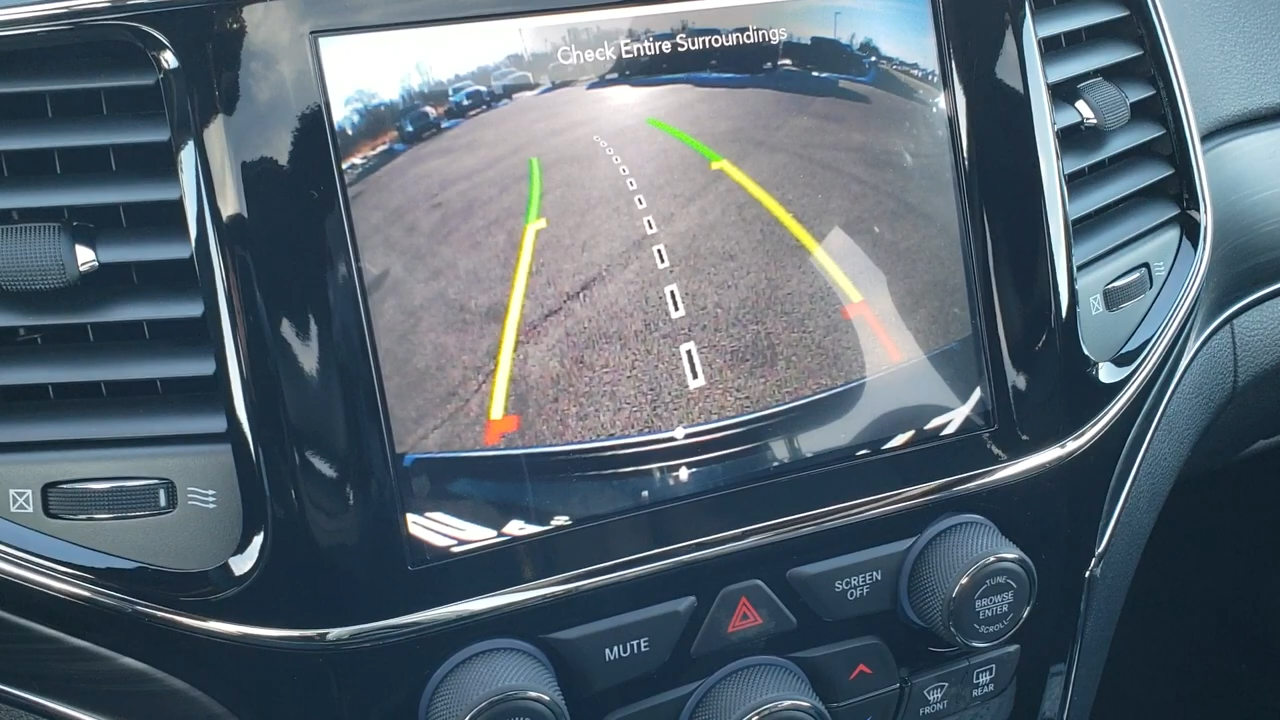 Check Entire Surroundings
SCREEN
OFF
TUNE
BROWSE
ENTER
SCROLL
MUTE
FRONT
REAR